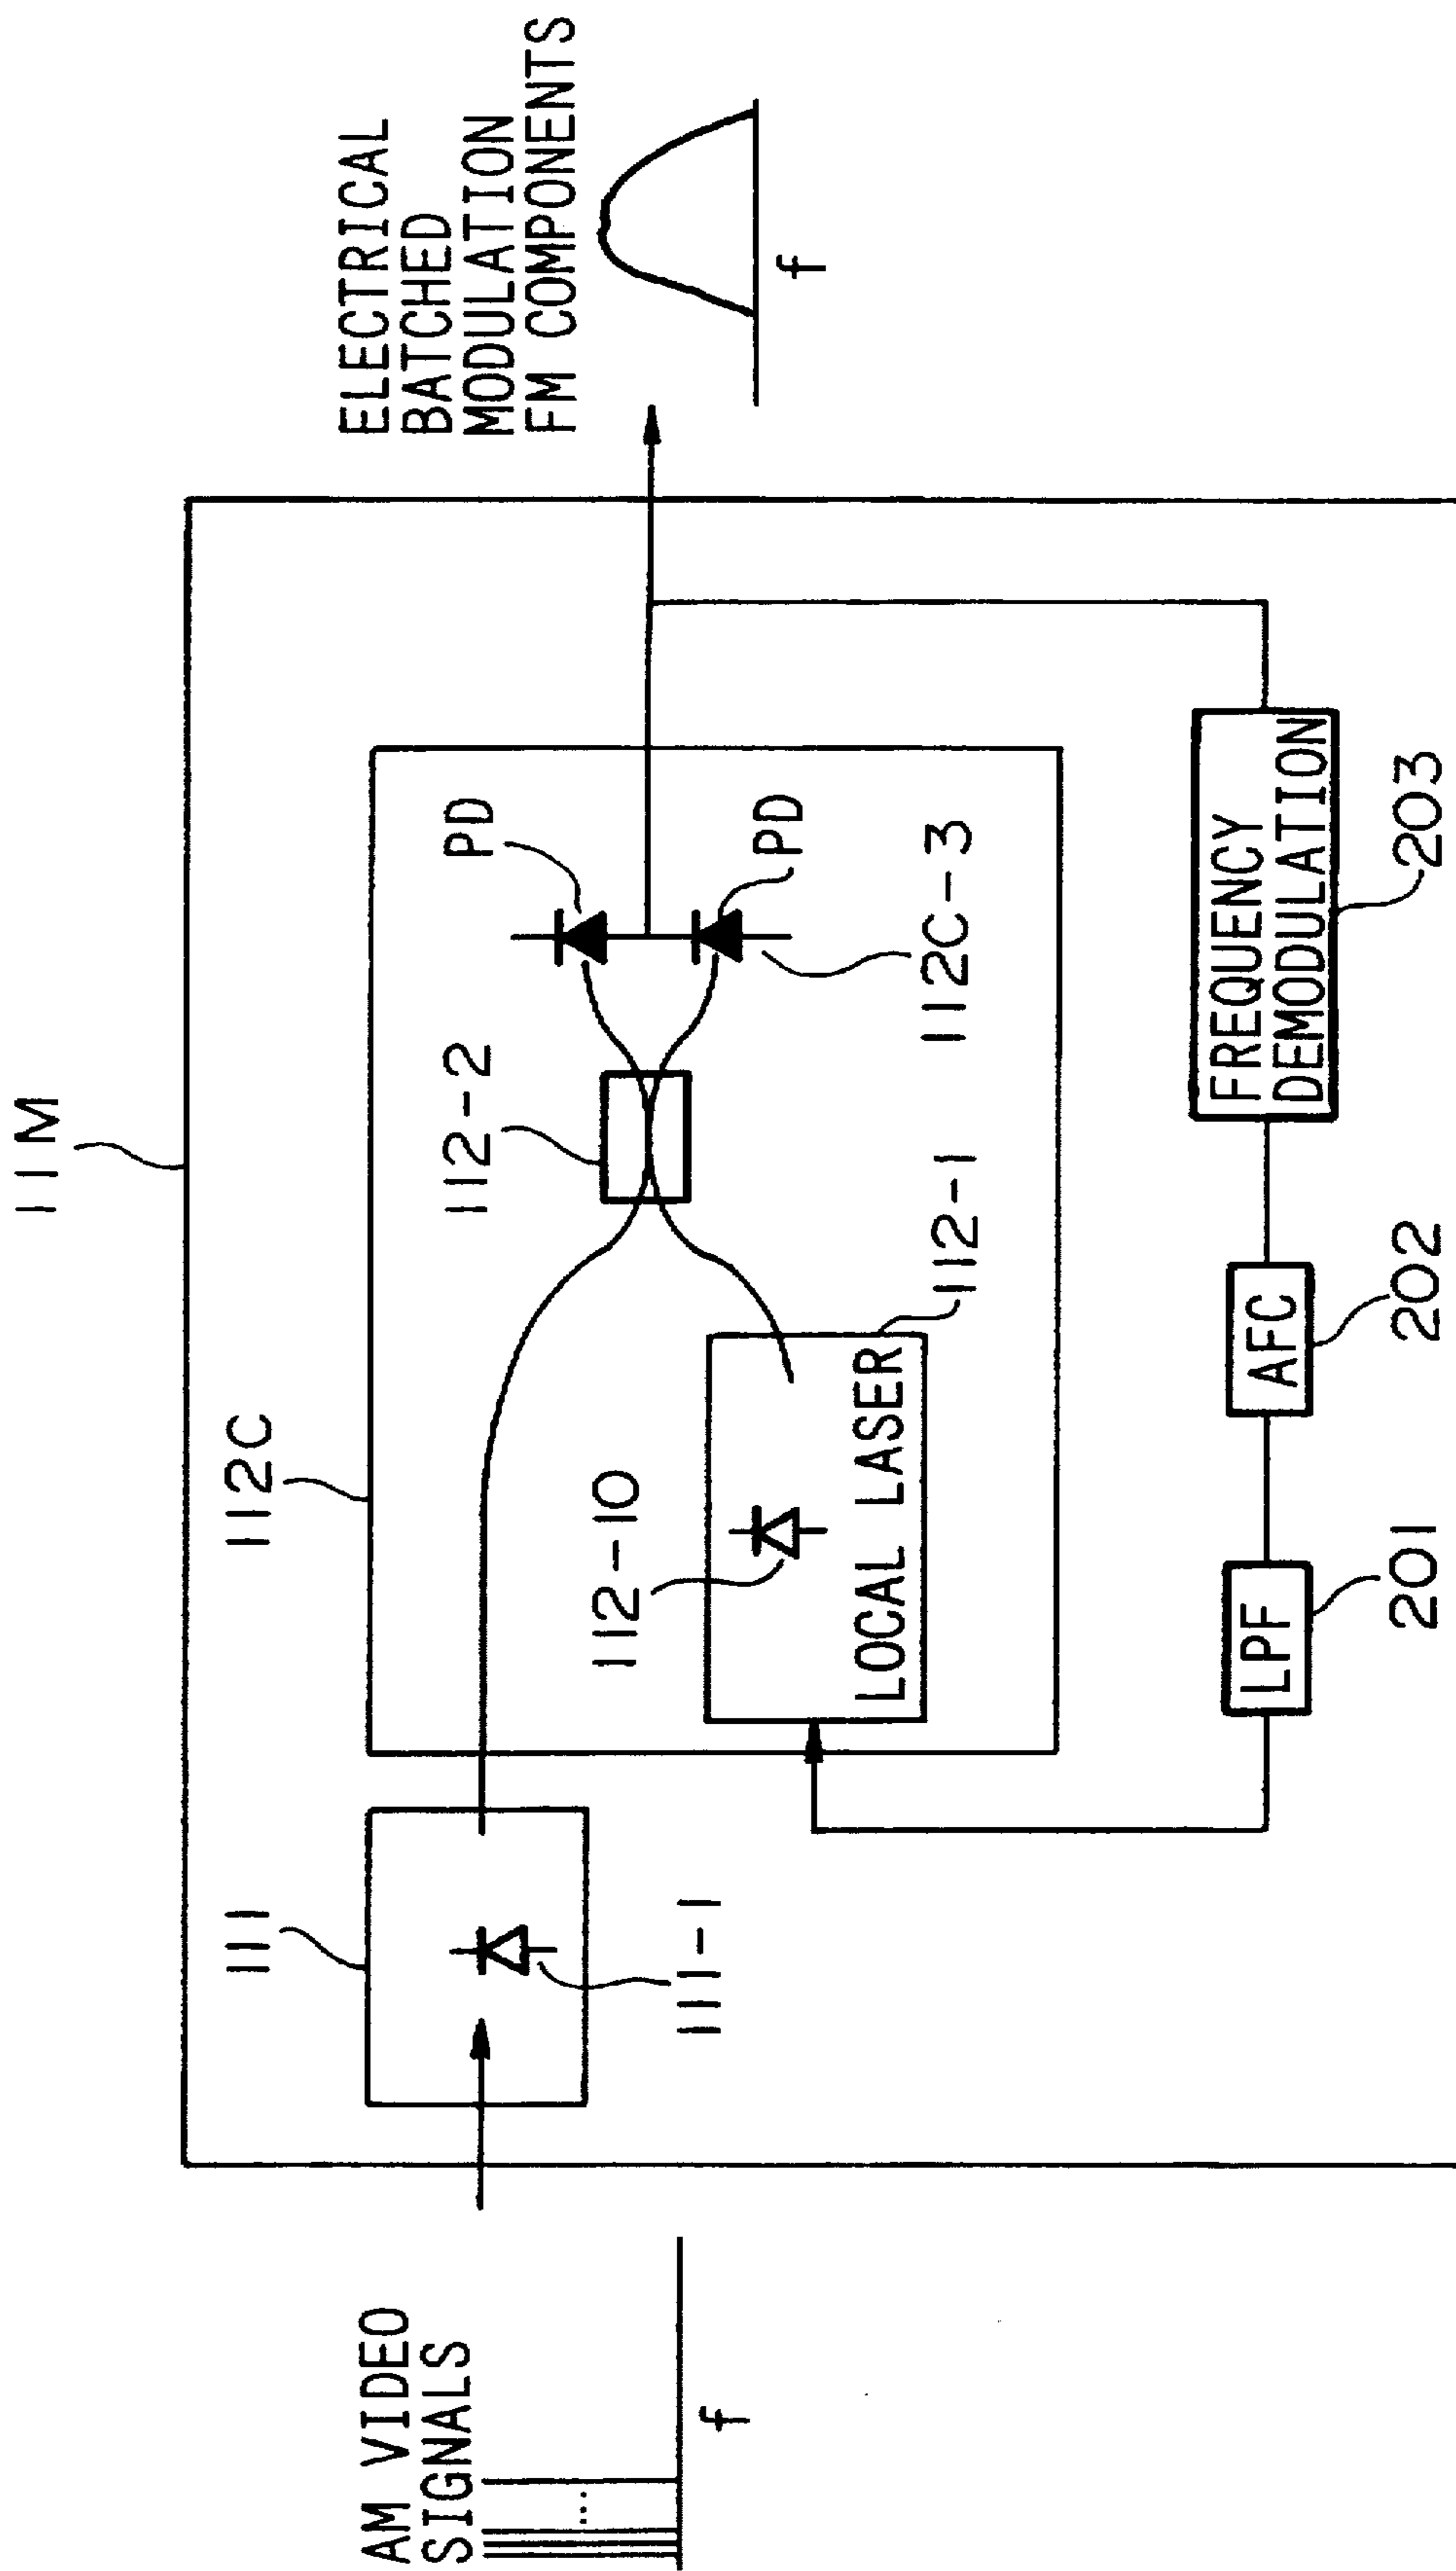 11M
112C
111
111-1
112-10
LOCAL LASER
112-1
112-2
PD
PD
112C-3
AM VIDEO
SIGNALS
...
f
ELECTRICAL
BATCHED
MODULATION
FM COMPONENTS
f
LPF
201
AFC
202
FREQUENCY
DEMODULATION
203